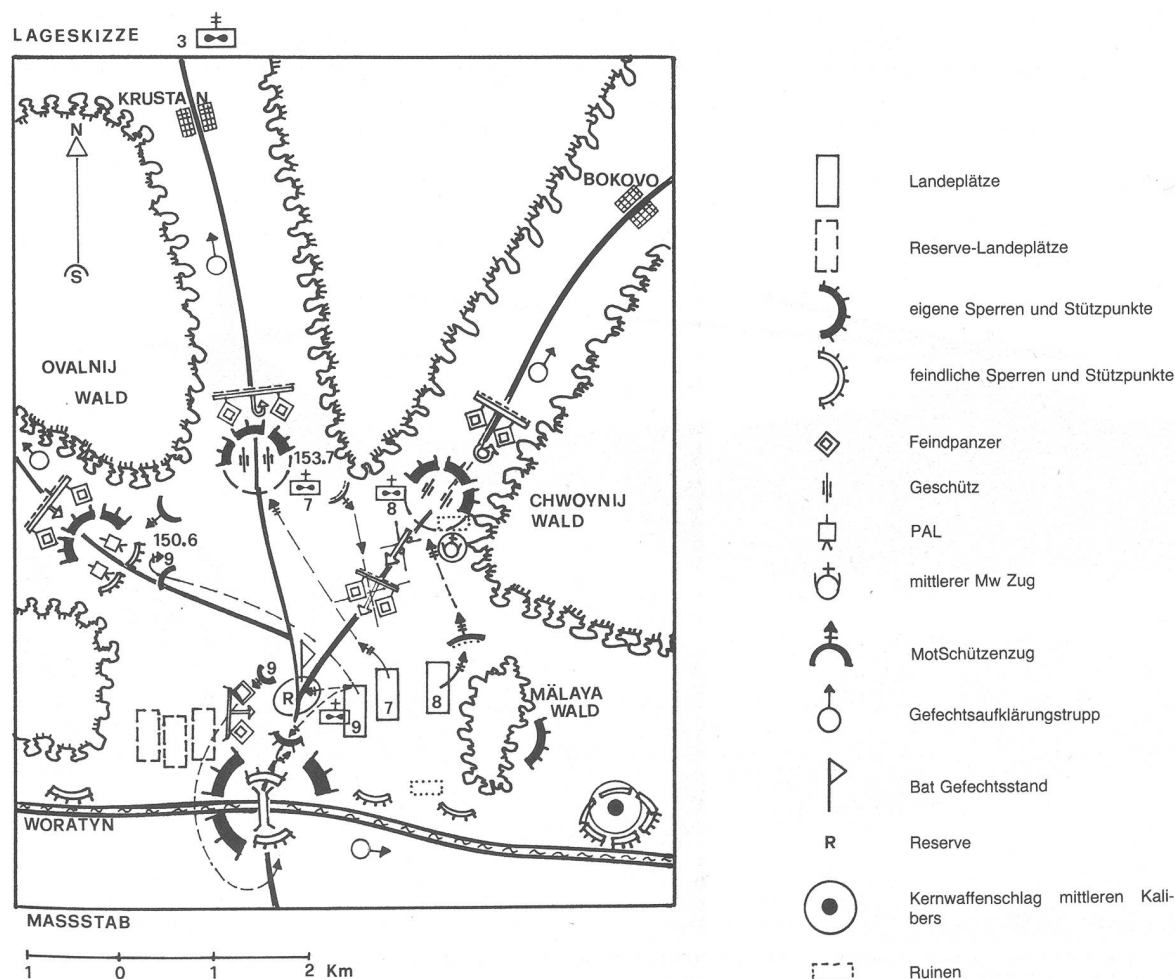 LAGESKIZZE
3
KRUSTA N
N
BOKOVO
S
OVALNIJ
WALD
153.7
7
8
CHWOYNIJ
WALD
150.6
9
9
R
7
8
9
MÄLAYA
WALD
WORATYN
MASSSTAB
1 0 1 2 Km
Landeplätze
Reserve-Landeplätze
eigene Sperren und Stützpunkte
feindliche Sperren und Stützpunkte
Feindpanzer
Geschütz
PAL
mittlerer Mw Zug
MotSchützenzug
Gefechtsaufklärungstrupp
Bat Gefechtsstand
R Reserve
Kernwaffenschlag mittleren Kali-
bers
Ruinen